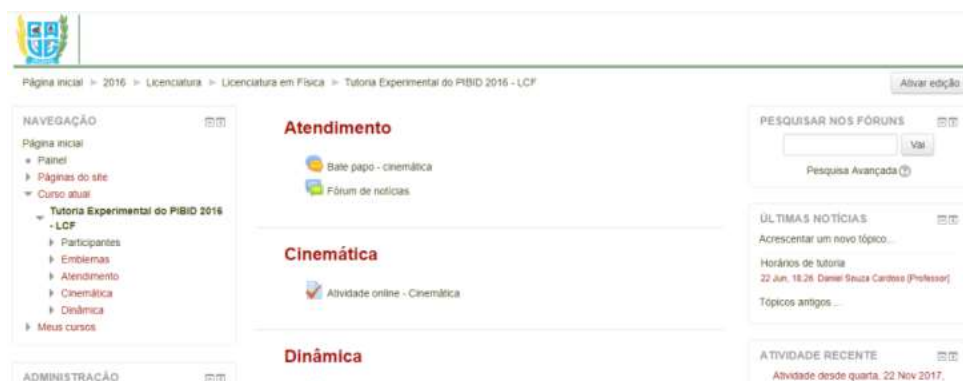 Página inicial ▶ 2016 ▶ Licenciatura ▶ Licenciatura em Física ▶ Tutoria Experimental do PIBID 2016 - LCF
Ativar edição
NAVEGAÇÃO
Página inicial
Painel
Páginas do site
Curso atual
Tutoria Experimental do PIBID 2016
- LCF
Participantes
Emblemas
Atendimento
Cinemática
Dinâmica
Meus cursos
ADMINISTRAÇÃO
Atendimento
Bate papo - cinemática
Fórum de notícias
Cinemática
Atividade online - Cinemática
Dinâmica
PESQUISAR NOS FÓRUNS
Vai
Pesquisa Avançada
ÚLTIMAS NOTÍCIAS
Acrescentar um novo tópico...
Horários de tutoria
22 Jun, 18:26 Daniel Souza Cardoso (Professor)
Tópicos antigos ...
ATIVIDADE RECENTE
Atividade desde quarta, 22 Nov 2017,